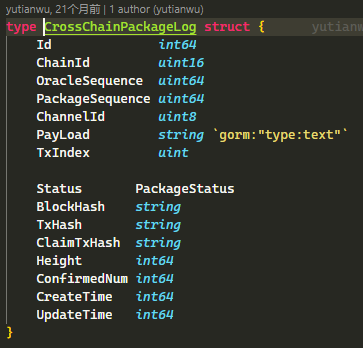 yutianwu, 21个月前 | 1 author (yutianwu)
type CrossChainPackageLog struct { yutianwu
Id int64
ChainId uint16
OracleSequence uint64
PackageSequence uint64
ChannelId uint8
PayLoad string `gorm:"type:text"`
TxIndex uint
Status PackageStatus
BlockHash string
TxHash string
ClaimTxHash string
Height int64
ConfirmedNum int64
CreateTime int64
UpdateTime int64
}